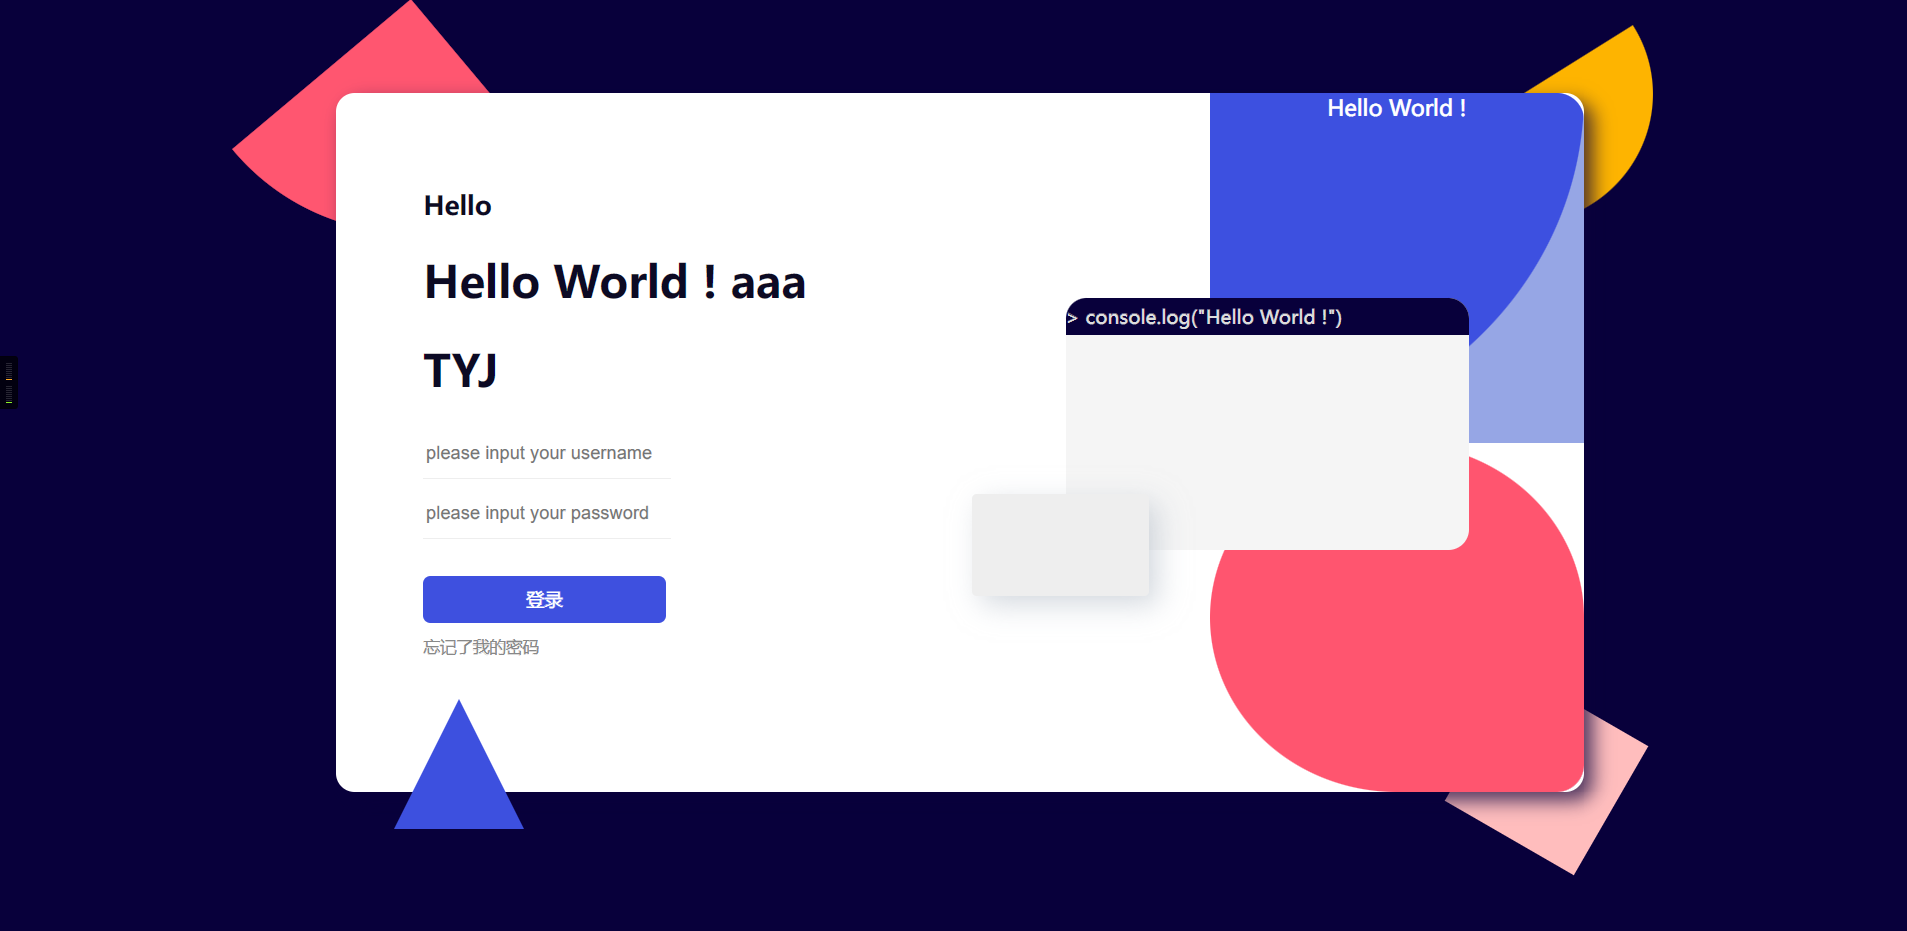 Hello World !
Hello
Hello World ! aaa
> console.log("Hello World !")
TYJ
please input your username
please input your password
登录
忘记了我的密码